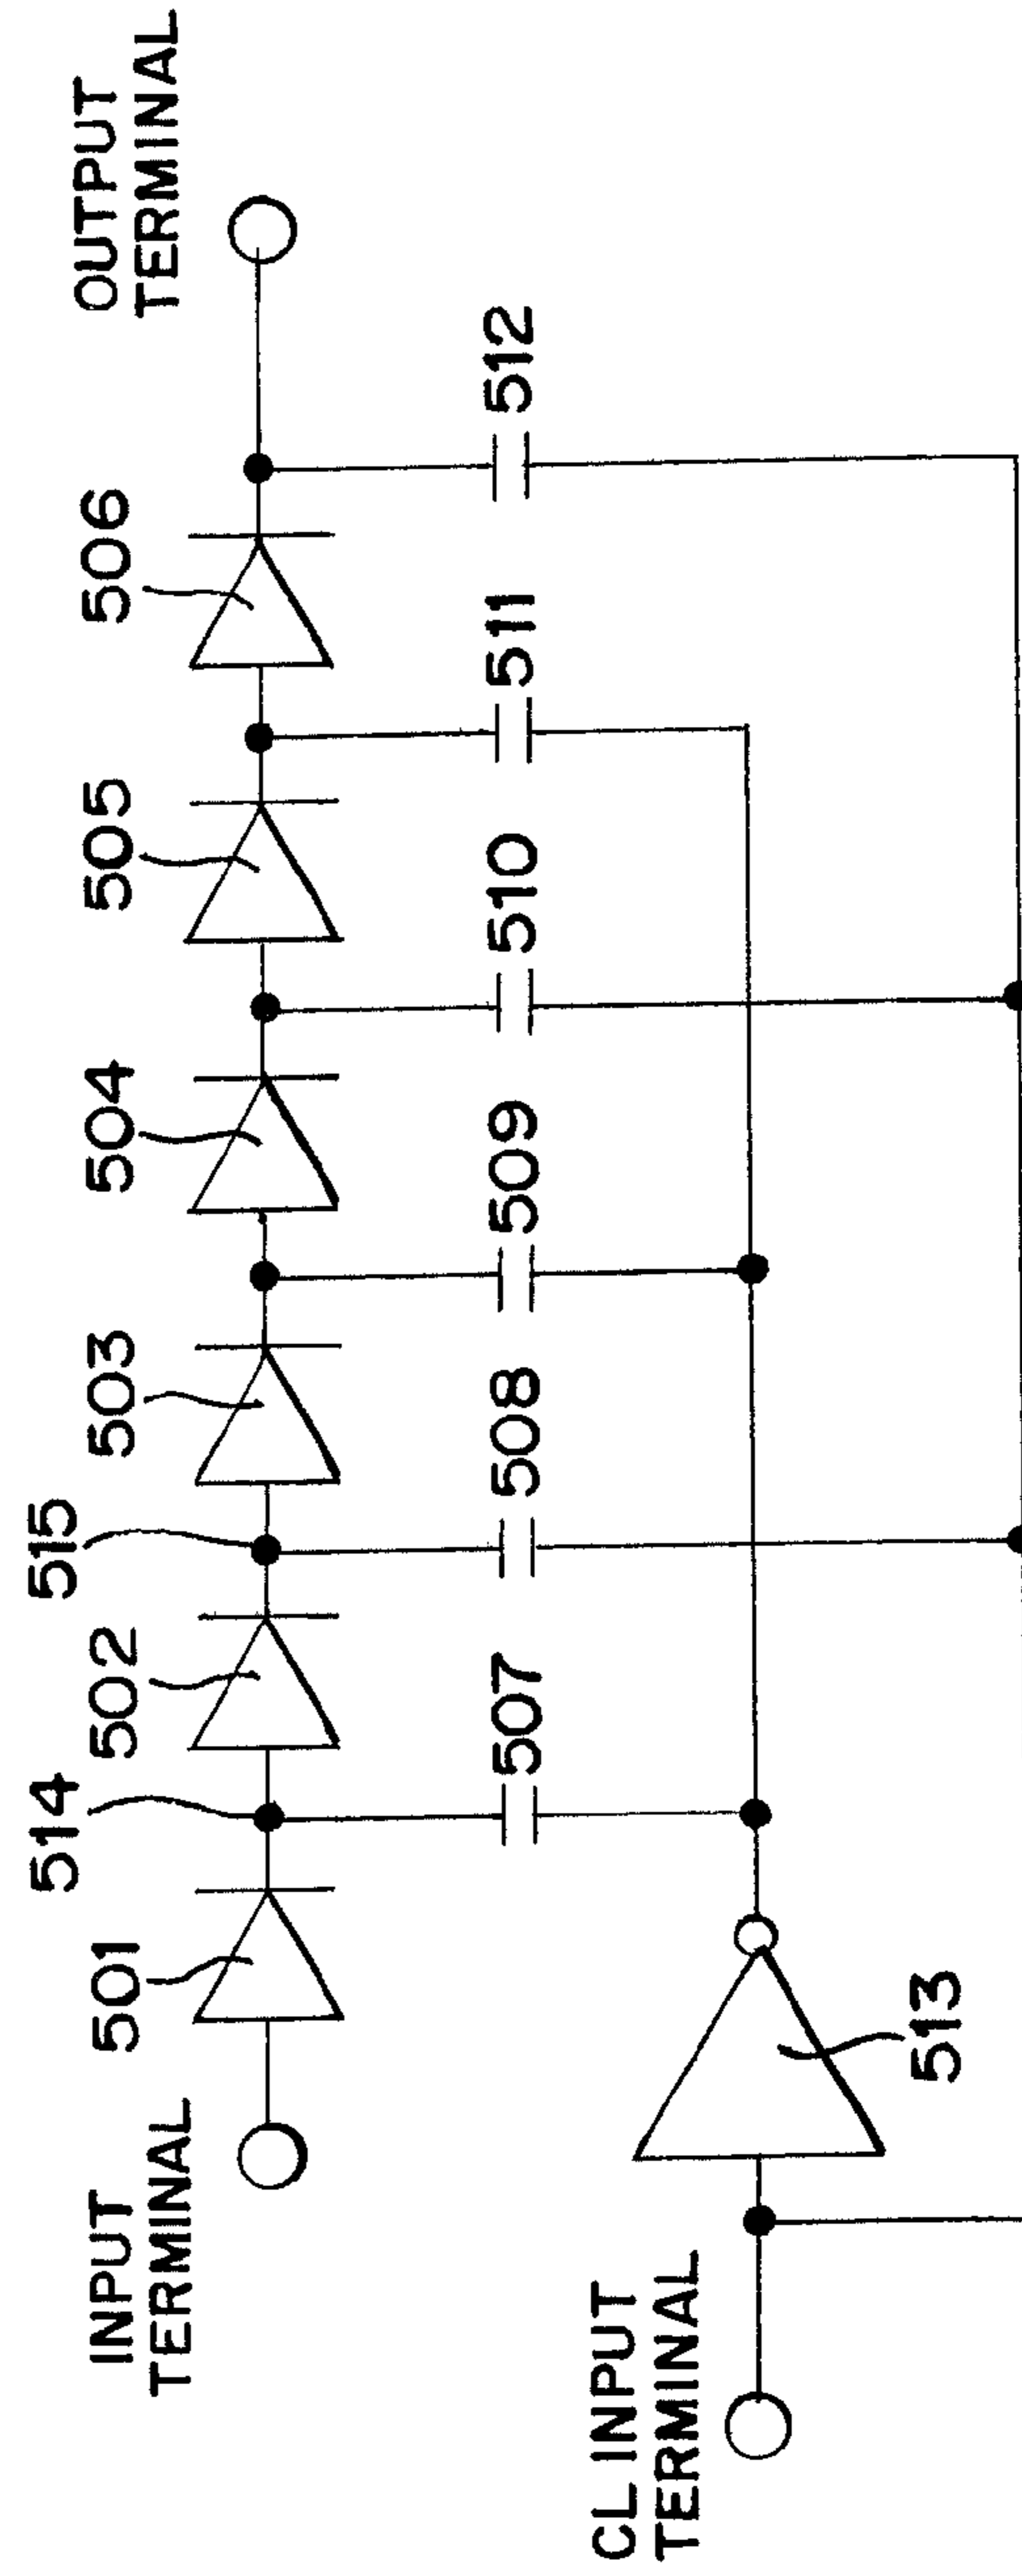 OUTPUT
TERMINAL
506
512
505
511
504
510
503
509
515
508
502
507
514
501
513
INPUT
TERMINAL
CL INPUT
TERMINAL